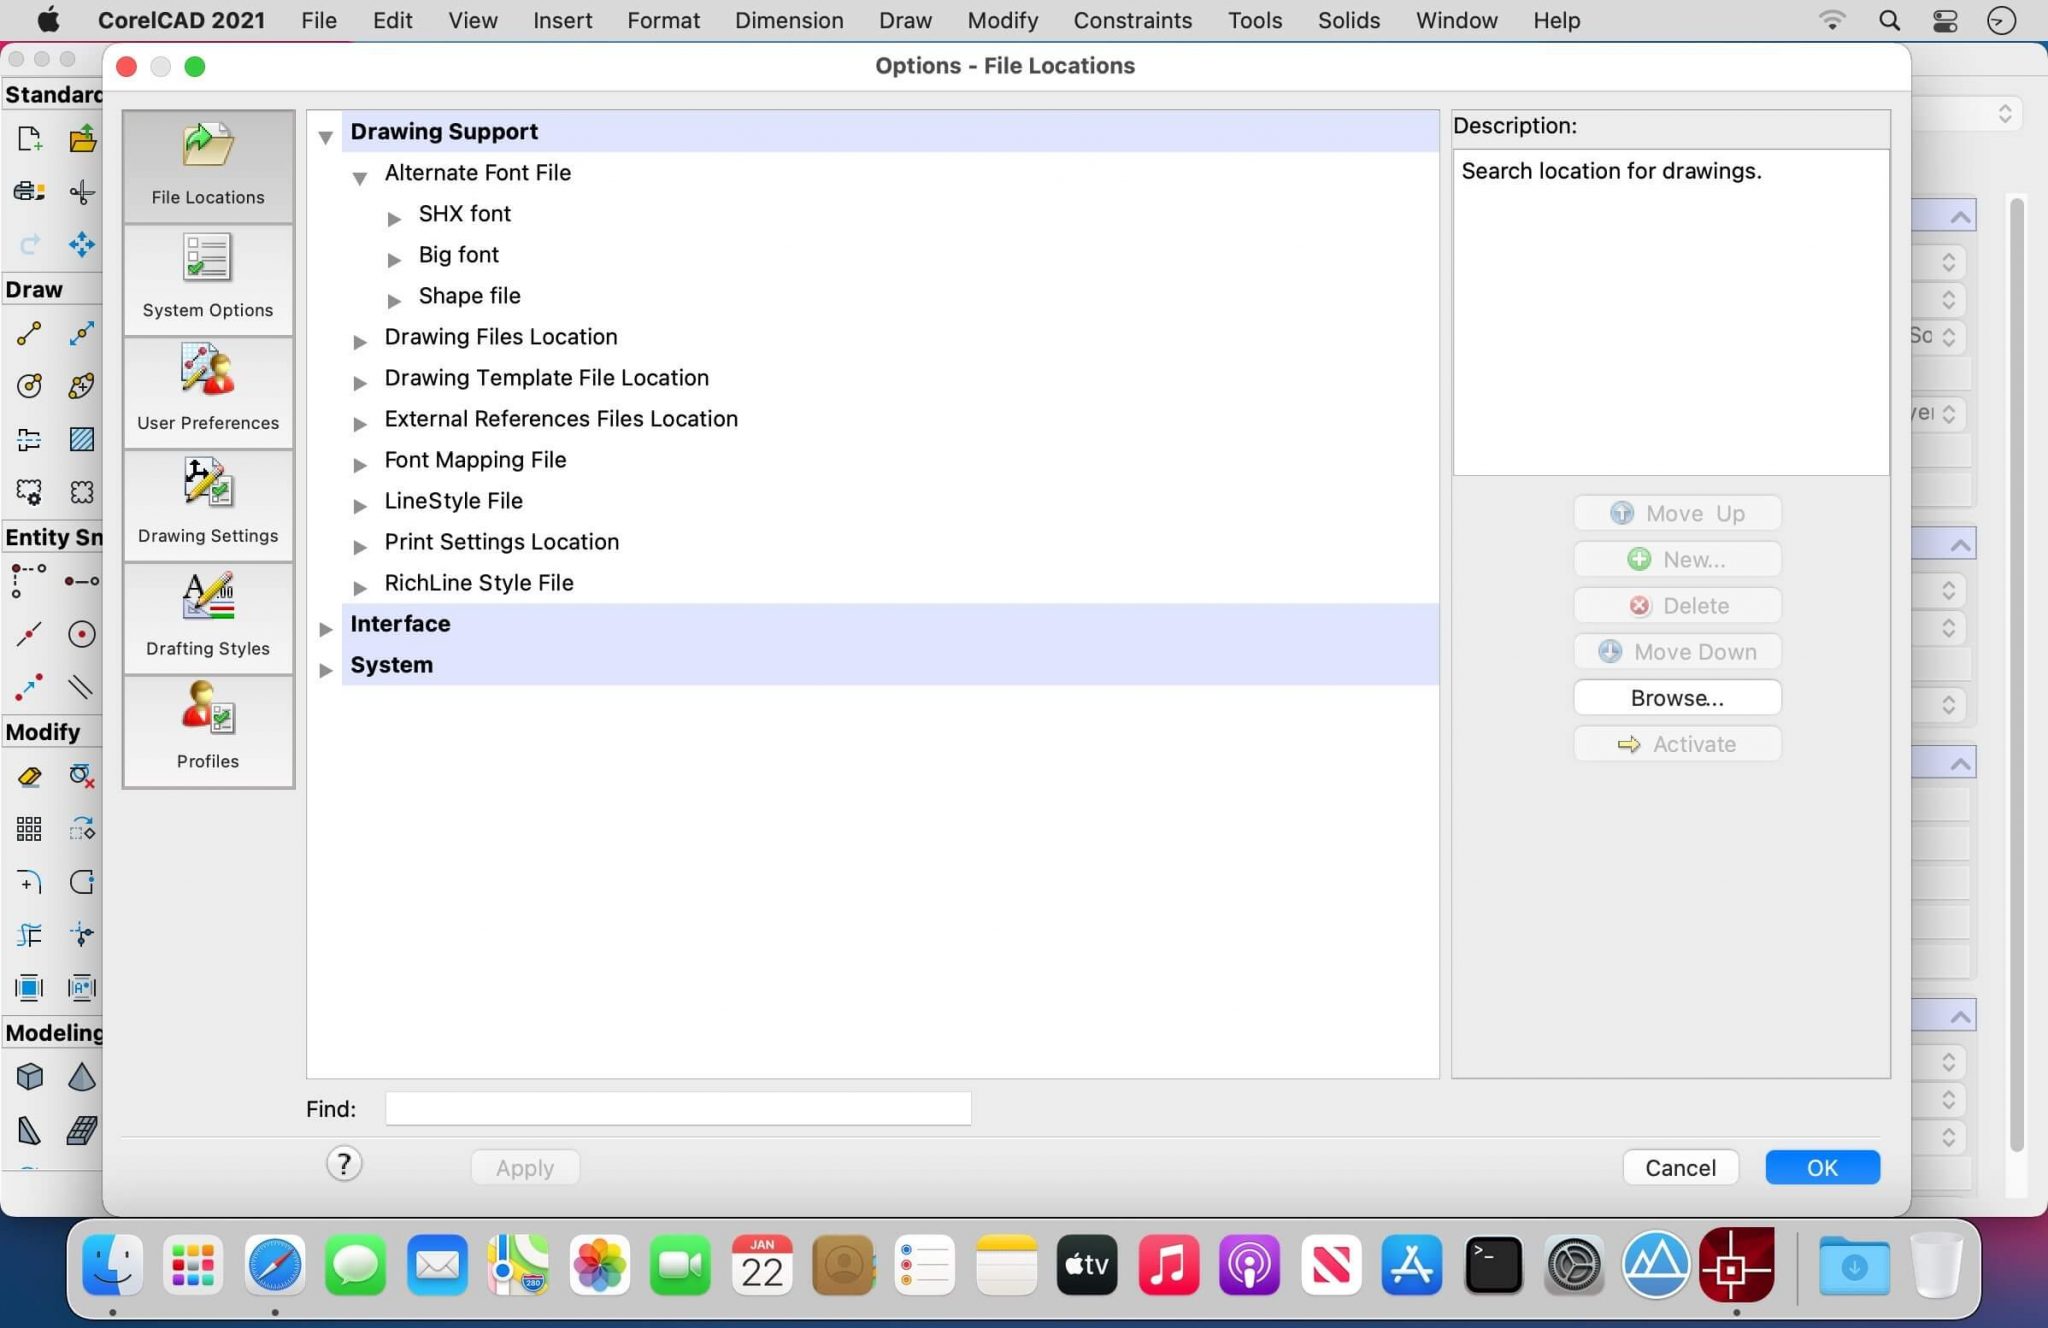 CorelCAD 2021 File Edit View Insert Format Dimension Draw Modify Constraints Tools Solids Window Help
Options - File Locations
Standard
Draw
Entity Sn
Modify
Modeling
File Locations
System Options
User Preferences
Drawing Settings
Drafting Styles
Profiles
Drawing Support
Alternate Font File
SHX font
Big font
Shape file
Drawing Files Location
Drawing Template File Location
External References Files Location
Font Mapping File
LineStyle File
Print Settings Location
RichLine Style File
Interface
System
Description:
Search location for drawings.
Move Up
New...
Delete
Move Down
Browse...
Activate
So
Find:
? Apply Cancel OK
JAN
22
tv
280